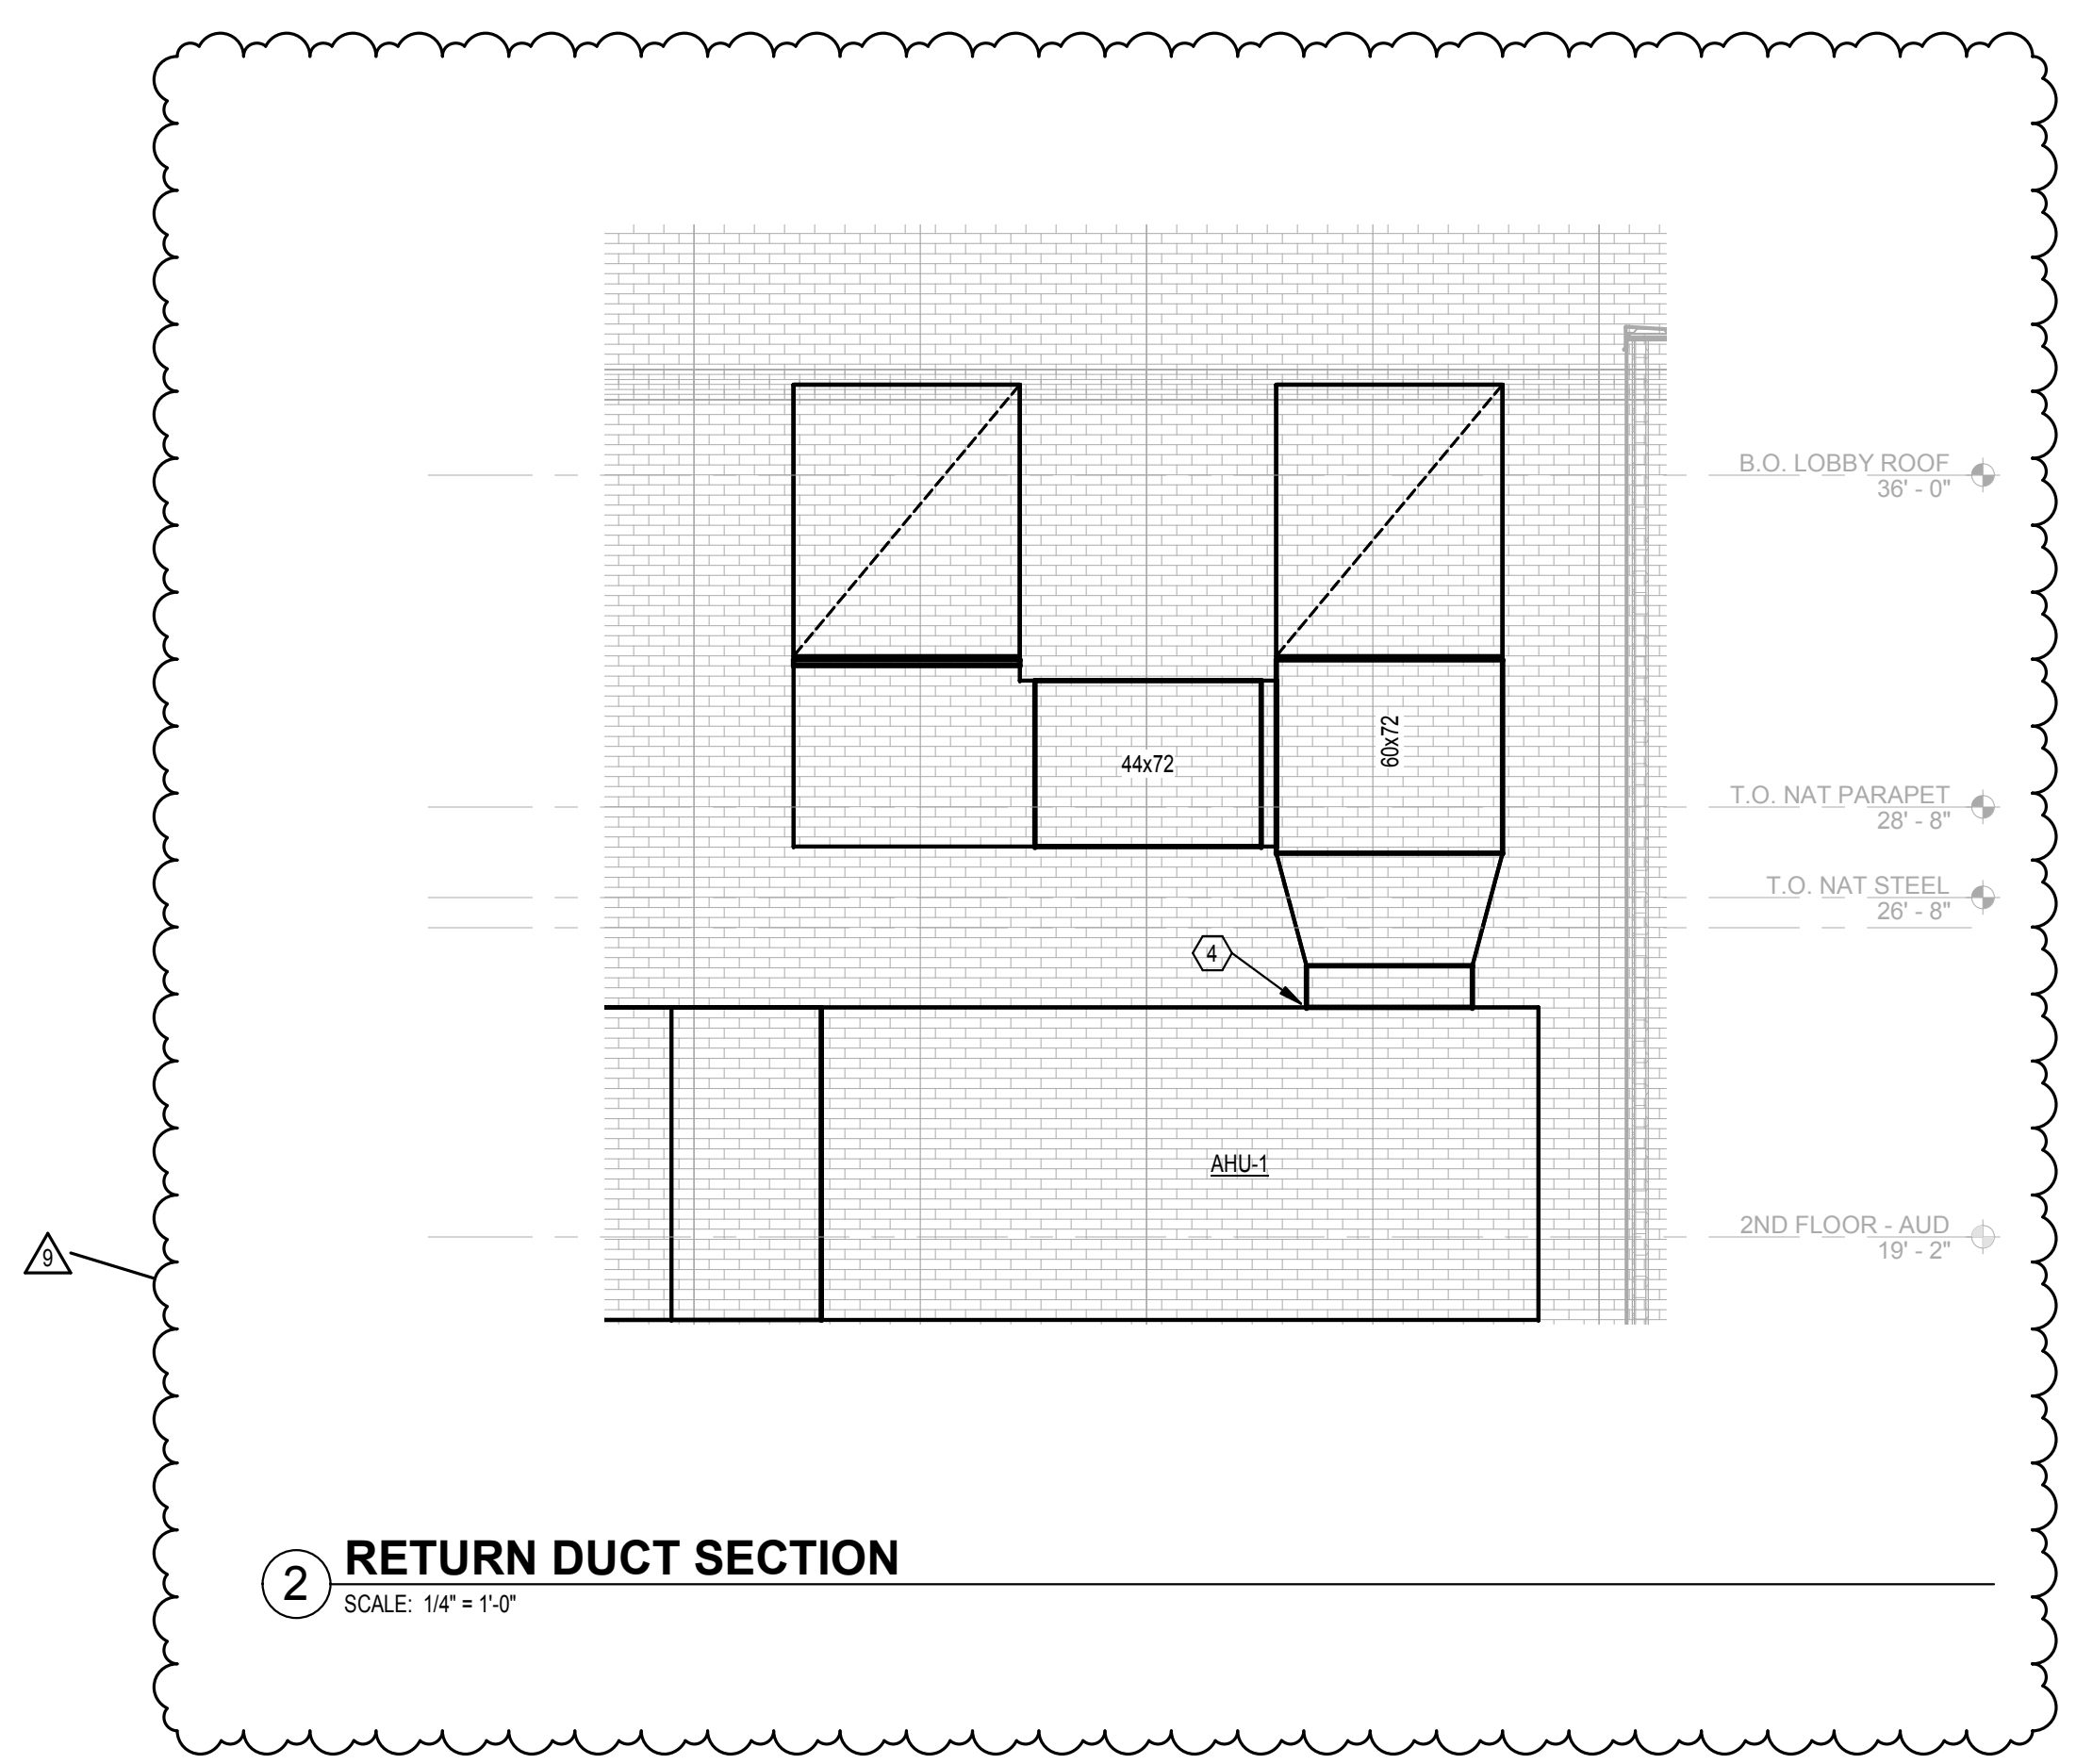 B.O. LOBBY ROOF
36' - 0"
60x72
44x72
T.O. NAT PARAPET
28' - 8"
T.O. NAT STEEL
26' - 8"
4
AHU-1
2ND FLOOR - AUD
19' - 2"
9
2
RETURN DUCT SECTION
SCALE: 1/4" = 1'-0"